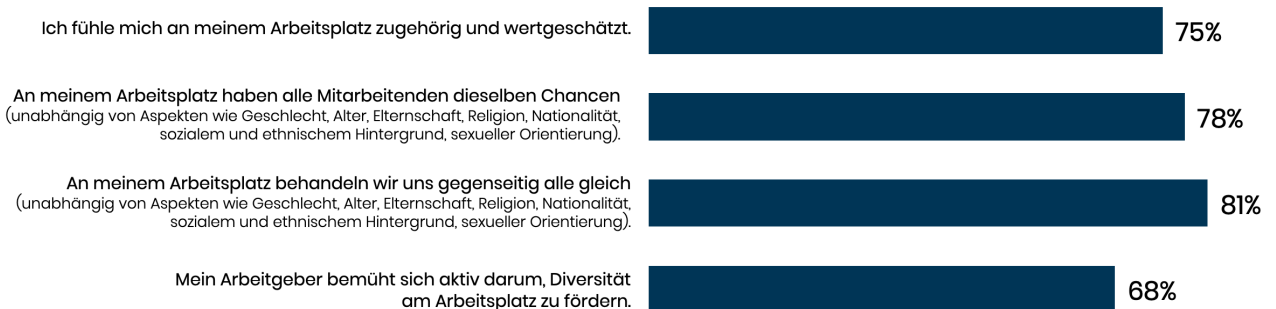 Ich fühle mich an meinem Arbeitsplatz zugehörig und wertgeschätzt.
75%
An meinem Arbeitsplatz haben alle Mitarbeitenden dieselben Chancen
(unabhängig von Aspekten wie Geschlecht, Alter, Elternschaft, Religion, Nationalität,
sozialem und ethnischem Hintergrund, sexueller Orientierung).
78%
An meinem Arbeitsplatz behandeln wir uns gegenseitig alle gleich
(unabhängig von Aspekten wie Geschlecht, Alter, Elternschaft, Religion, Nationalität,
sozialem und ethnischem Hintergrund, sexueller Orientierung).
81%
Mein Arbeitgeber bemüht sich aktiv darum, Diversität
am Arbeitsplatz zu fördern.
68%